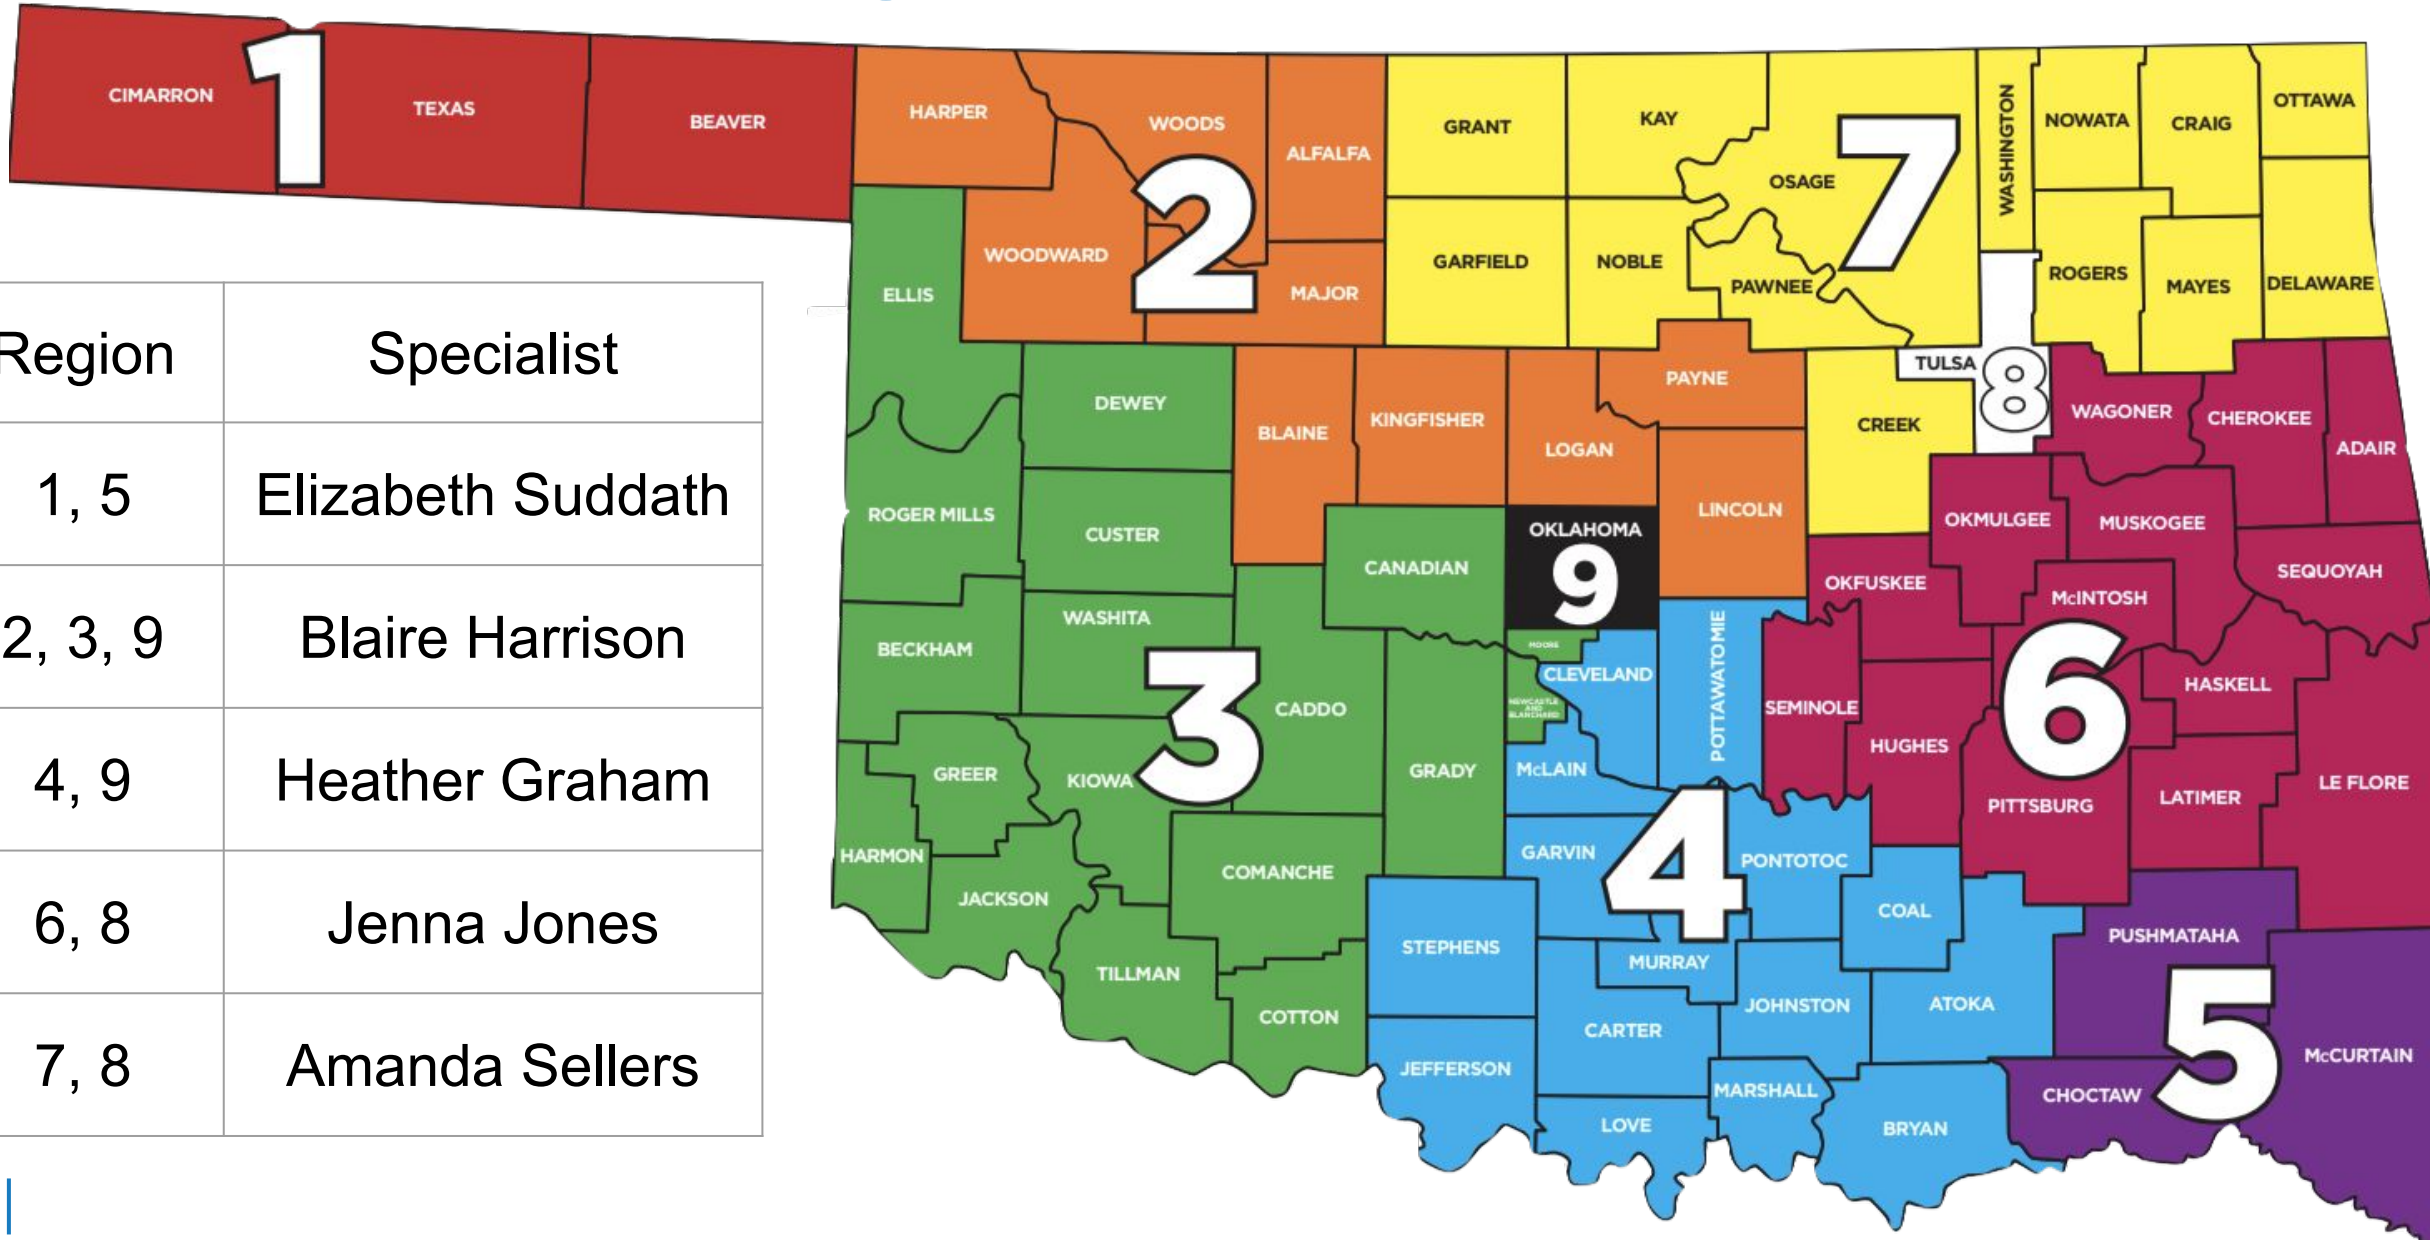 CIMARRON
1
TEXAS
BEAVER
HARPER
WOODS
ALFALFA
WOODWARD
2
MAJOR
GRANT
KAY
OSAGE
7
WASHINGTON
NOWATA
CRAIG
OTTAWA
GARFIELD
NOBLE
PAWNEE
ROGERS
MAYES
DELAWARE
ELLIS
DEWEY
BLAINE
KINGFISHER
LOGAN
PAYNE
LINCOLN
CREEK
TULSA
8
WAGONER
CHEROKEE
ADAIR
ROGER MILLS
CUSTER
CANADIAN
OKLAHOMA
9
OKMULGEE
MUSKOGEE
SEQUOYAH
OKFUSKEE
McINTOSH
BECKHAM
WASHITA
3
CADDO
GRADY
MOORE
CLEVELAND
NEWCASTLE
AND
BLANCHARD
POTTAWATOMIE
SEMINOLE
HUGHES
6
HASKELL
PITTSBURG
LATIMER
LE FLORE
GREER
KIOWA
HARMON
JACKSON
COMANCHE
TILLMAN
COTTON
McLAIN
GARVIN
4
PONTOTOC
COAL
STEPHENS
MURRAY
JOHNSTON
ATOKA
CARTER
JEFFERSON
MARSHALL
LOVE
BRYAN
PUSHMATAHA
5
McCURTAIN
CHOCTAW
Region Specialist
1, 5 Elizabeth Suddath
2, 3, 9 Blaire Harrison
4, 9 Heather Graham
6, 8 Jenna Jones
7, 8 Amanda Sellers